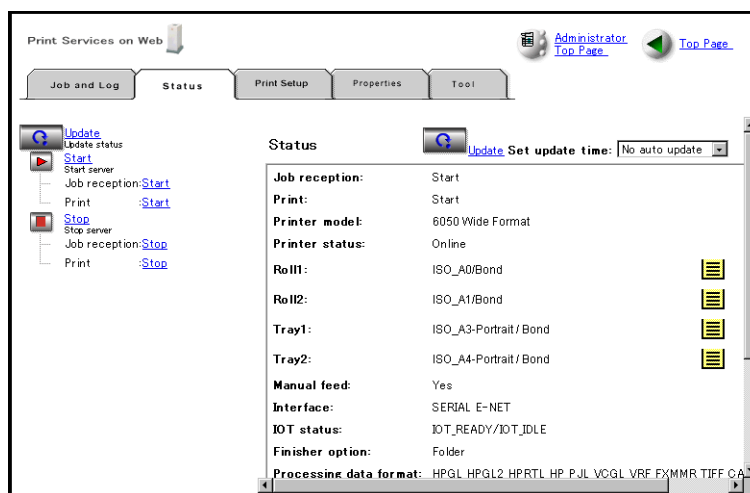 Print Services on Web
Administrator
Top Page
Top Page
Job and Log
Status
Print Setup
Properties
Tool
Update
Update status
Start
Start server
Job reception:Start
Print :Start
Stop
Stop server
Job reception:Stop
Print :Stop
Status
Update Set update time: No auto update
Job reception: Start
Print: Start
Printer model: 6050 Wide Format
Printer status: Online
Roll1: ISO_A0/Bond
Roll2: ISO_A1/Bond
Tray1: ISO_A3-Portrait / Bond
Tray2: ISO_A4-Portrait / Bond
Manual feed: Yes
Interface: SERIAL E-NET
IOT status: IOT_READY/IOT_IDLE
Finisher option: Folder
Processing data format: HPGL HPGL2 HPRTL HP PJL VCGL VRF FXMMR TIFF CA